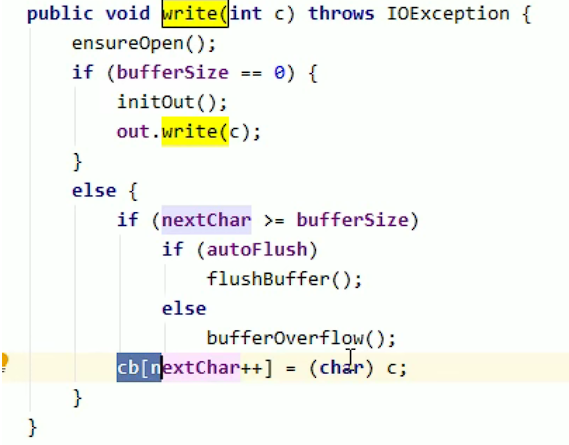 public void write(int c) throws IOException {
    ensureOpen();
    if (bufferSize == 0) {
        initOut();
        out.write(c);
    }
    else {
        if (nextChar >= bufferSize)
            if (autoFlush)
                flushBuffer();
            else
                bufferOverflow();
        cb[nextChar++] = (char) c;
    }
}